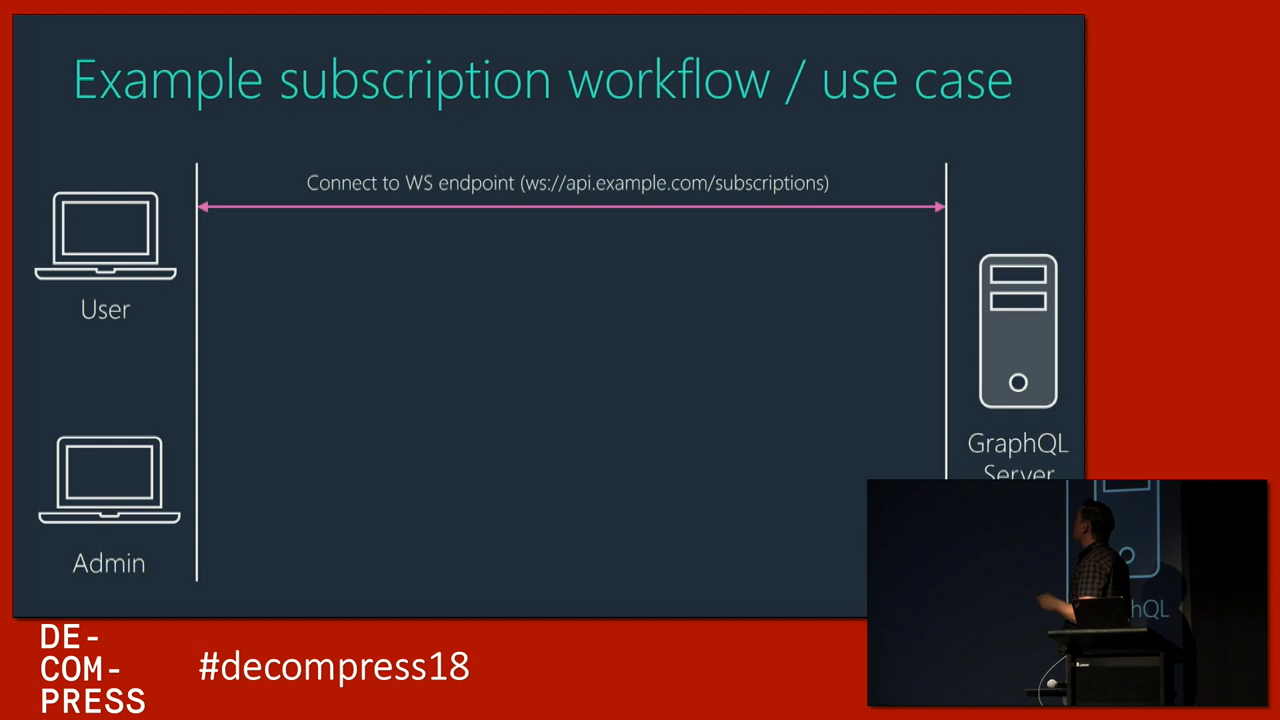 Example subscription workflow / use case
Connect to WS endpoint (ws://api.example.com/subscriptions)
User
GraphQL
Server
Admin
hQL
DE-
COM-
PRESS
#decompress18